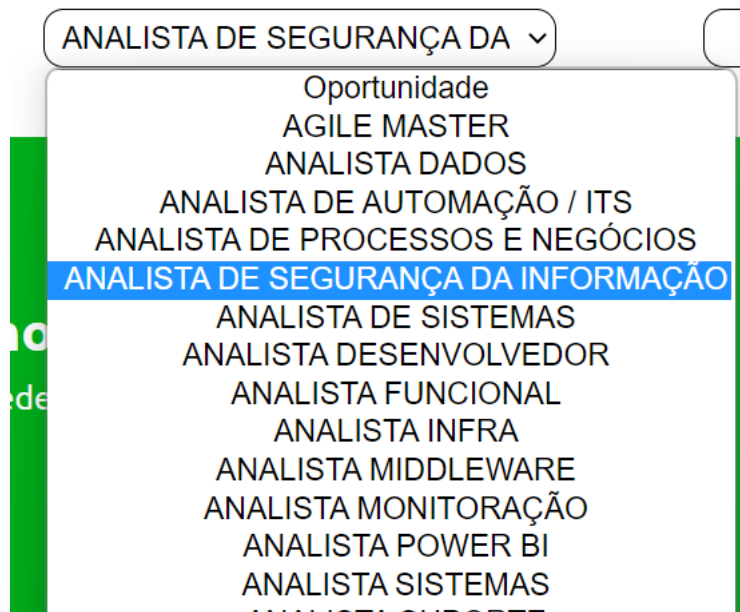 ANALISTA DE SEGURANÇA DA
Oportunidade
AGILE MASTER
ANALISTA DADOS
ANALISTA DE AUTOMAÇÃO / ITS
ANALISTA DE PROCESSOS E NEGÓCIOS
ANALISTA DE SEGURANÇA DA INFORMAÇÃO
ANALISTA DE SISTEMAS
ANALISTA DESENVOLVEDOR
ANALISTA FUNCIONAL
ANALISTA INFRA
ANALISTA MIDDLEWARE
ANALISTA MONITORAÇÃO
ANALISTA POWER BI
ANALISTA SISTEMAS
ANALISTA SUPORTE